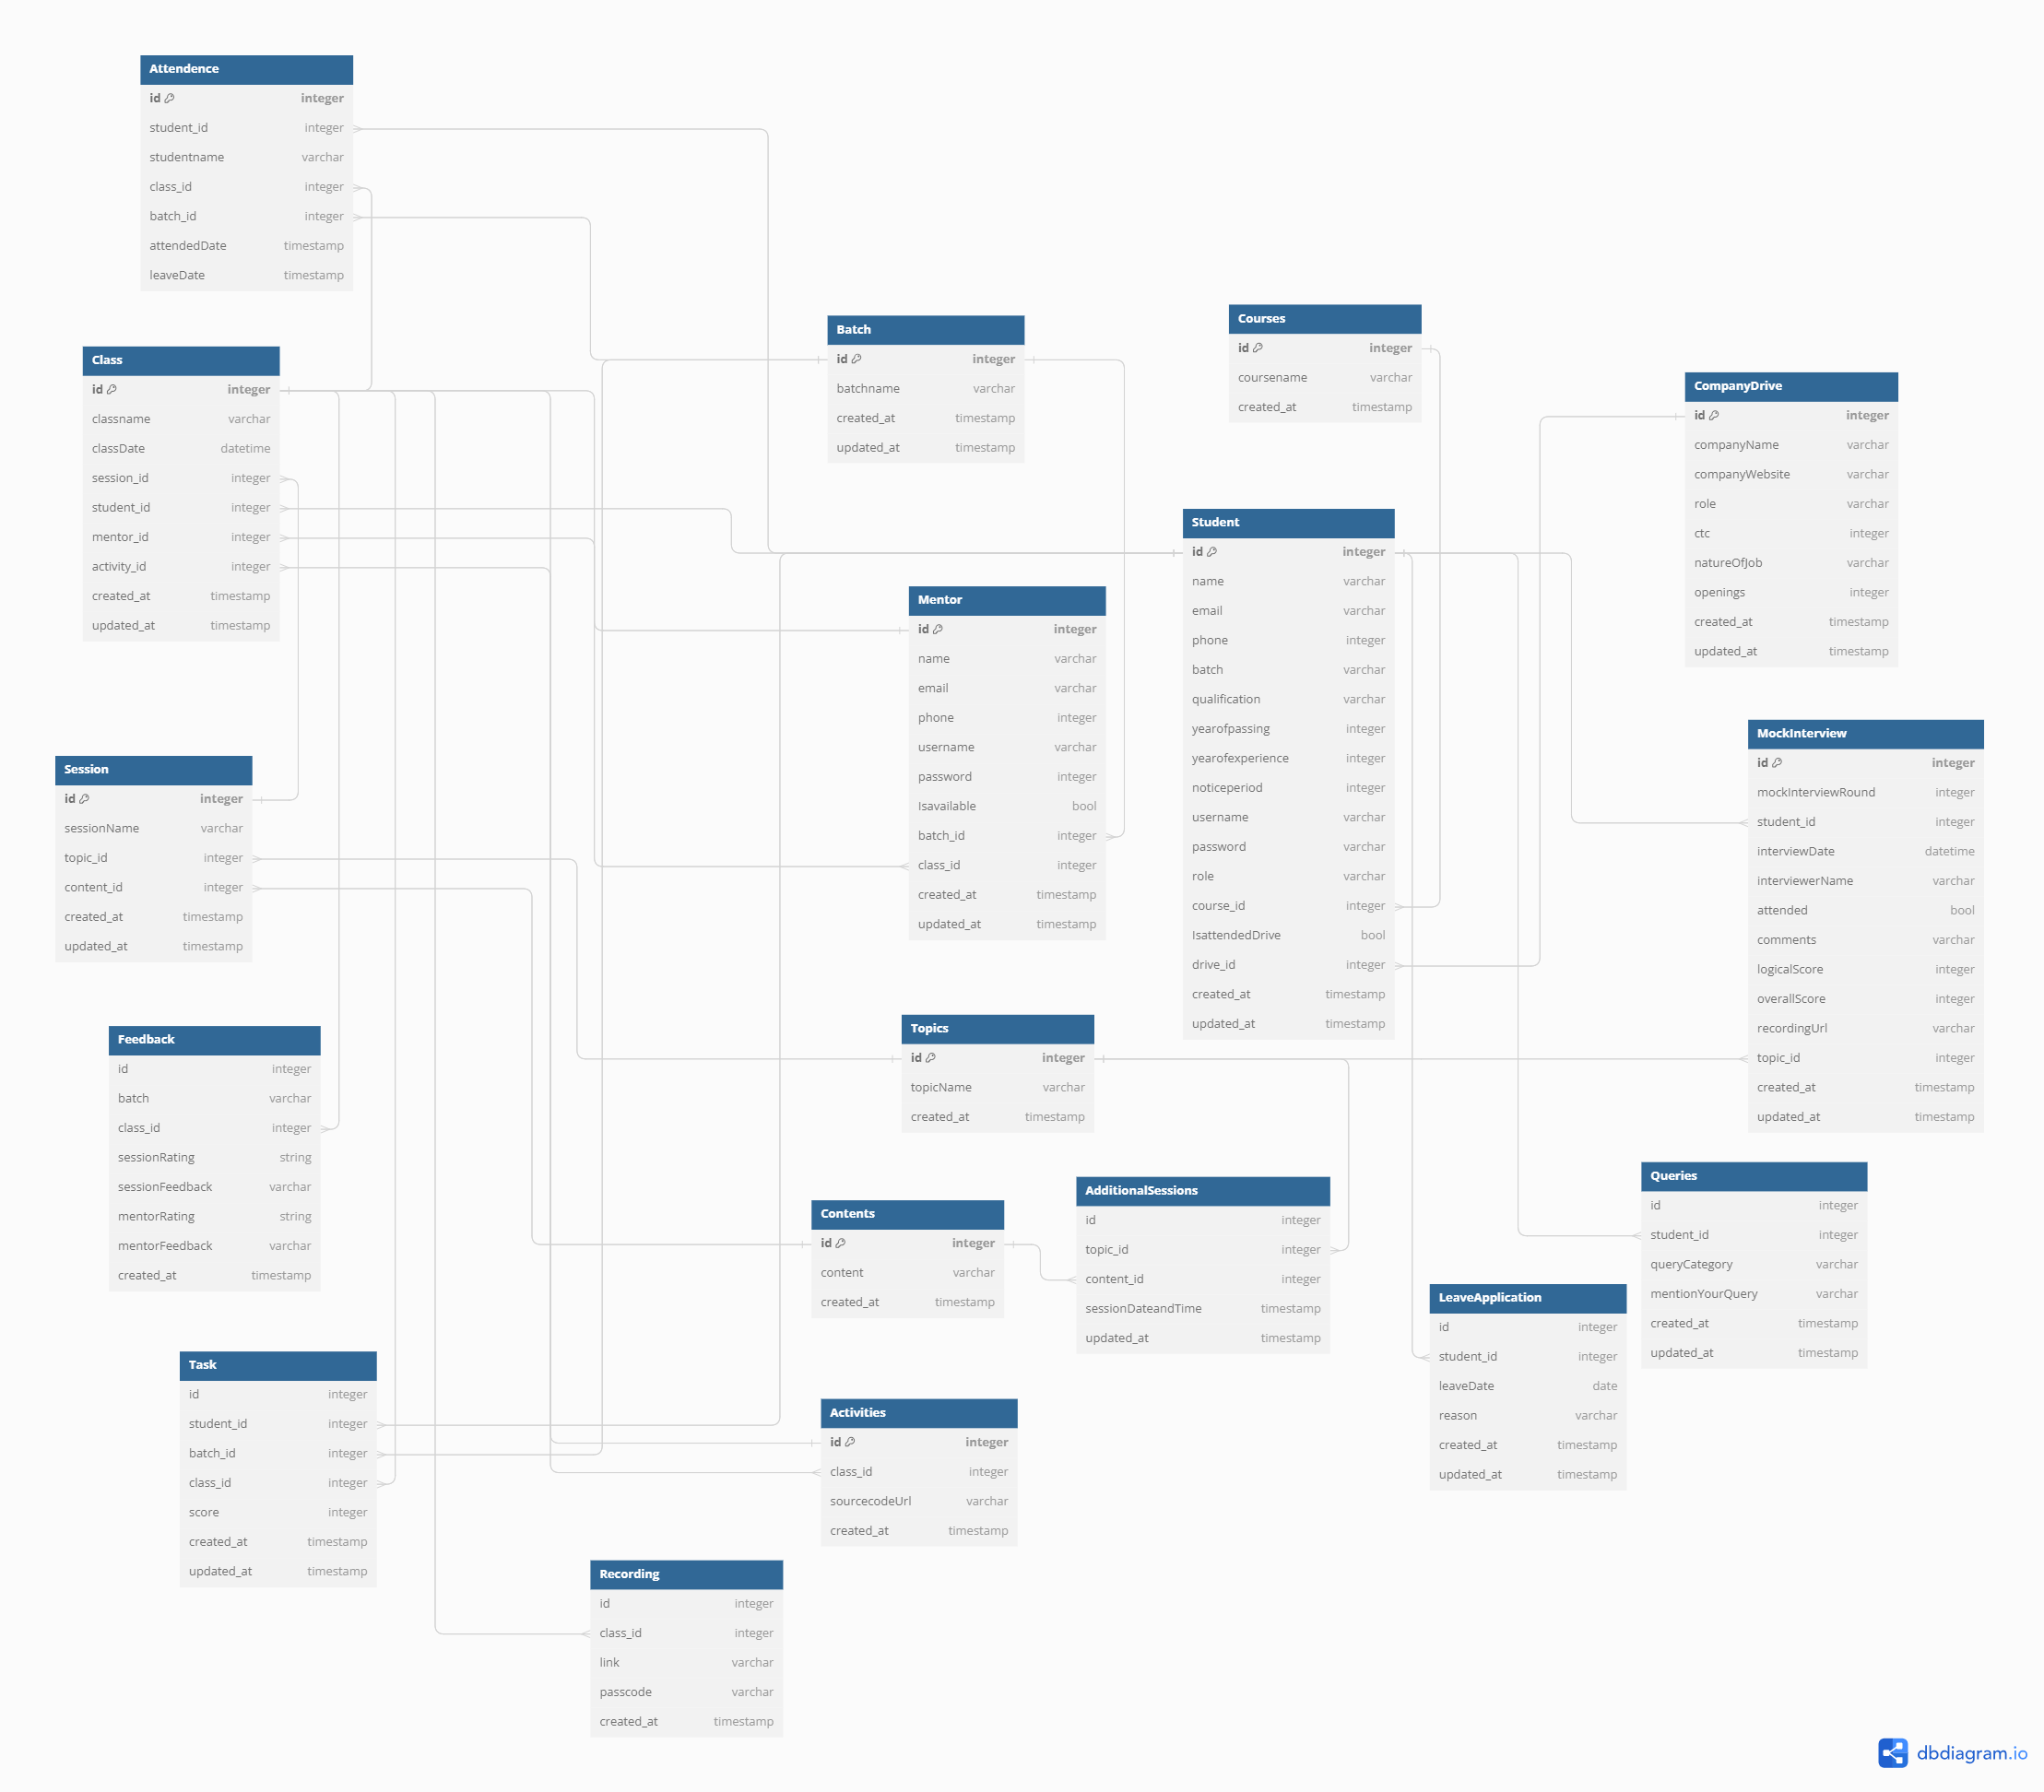 Attendence
id integer
student_id integer
studentname varchar
class_id integer
batch_id integer
attendedDate timestamp
leaveDate timestamp
Class
id integer
classname varchar
classDate datetime
session_id integer
student_id integer
mentor_id integer
activity_id integer
created_at timestamp
updated_at timestamp
Session
id integer
sessionName varchar
topic_id integer
content_id integer
created_at timestamp
updated_at timestamp
Feedback
id integer
batch varchar
class_id integer
sessionRating string
sessionFeedback varchar
mentorRating string
mentorFeedback varchar
created_at timestamp
Task
id integer
student_id integer
batch_id integer
class_id integer
score integer
created_at timestamp
updated_at timestamp
Recording
id integer
class_id integer
link varchar
passcode varchar
created_at timestamp
Batch
id integer
batchname varchar
created_at timestamp
updated_at timestamp
Mentor
id integer
name varchar
email varchar
phone integer
username varchar
password integer
Isavailable bool
batch_id integer
class_id integer
created_at timestamp
updated_at timestamp
Topics
id integer
topicName varchar
created_at timestamp
Contents
id integer
content varchar
created_at timestamp
Activities
id integer
class_id integer
sourcecodeUrl varchar
created_at timestamp
Courses
id integer
coursename varchar
created_at timestamp
Student
id integer
name varchar
email varchar
phone integer
batch varchar
qualification varchar
yearofpassing integer
yearofexperience integer
noticeperiod integer
username varchar
password varchar
role varchar
course_id integer
IsattendedDrive bool
drive_id integer
created_at timestamp
updated_at timestamp
AdditionalSessions
id integer
topic_id integer
content_id integer
sessionDateandTime timestamp
updated_at timestamp
LeaveApplication
id integer
student_id integer
leaveDate date
reason varchar
created_at timestamp
updated_at timestamp
CompanyDrive
id integer
companyName varchar
companyWebsite varchar
role varchar
ctc integer
natureOfJob varchar
openings integer
created_at timestamp
updated_at timestamp
MockInterview
id integer
mockInterviewRound integer
student_id integer
interviewDate datetime
interviewerName varchar
attended bool
comments varchar
logicalScore integer
overallScore integer
recordingUrl varchar
topic_id integer
created_at timestamp
updated_at timestamp
Queries
id integer
student_id integer
queryCategory varchar
mentionYourQuery varchar
created_at timestamp
updated_at timestamp
dbdiagram.io